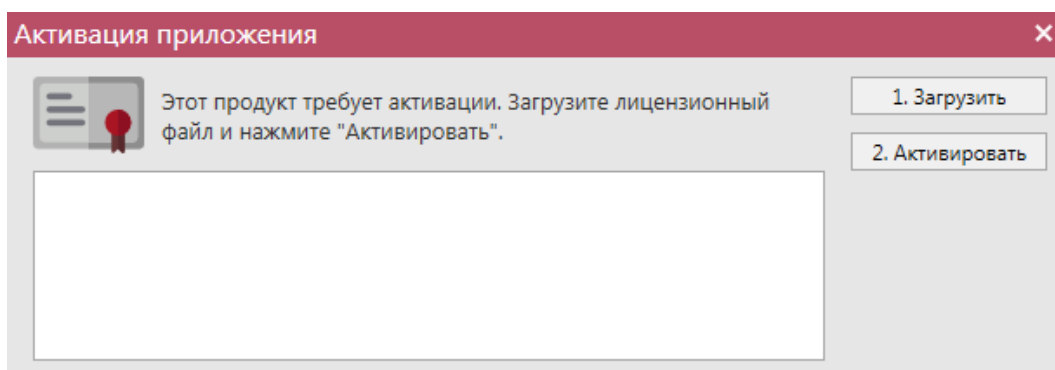 Активация приложения
Этот продукт требует активации. Загрузите лицензионный
файл и нажмите "Активировать".
1. Загрузить
2. Активировать